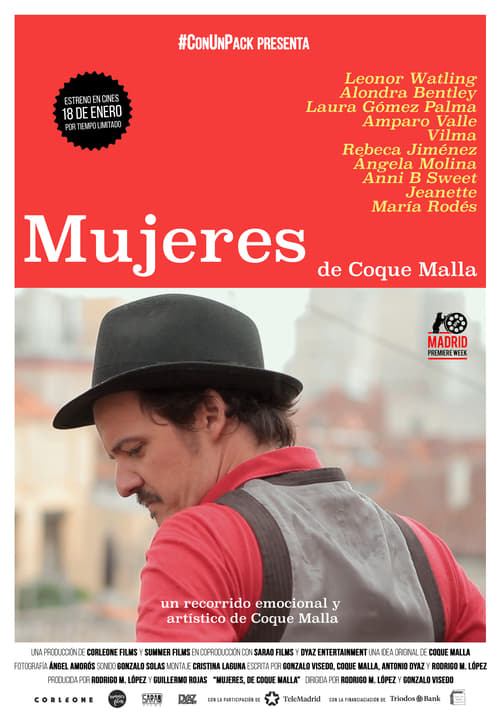 #ConUnPack PRESENTA
Leonor Watling
Alondra Bentley
Laura Gómez Palma
Amparo Valle
Vilma
Rebeca Jiménez
Ángela Molina
Anni B Sweet
Jeanette
María Rodés
ESTRENO EN CINES
18 DE ENERO
POR TIEMPO LIMITADO
Mujeres
de Coque Malla
MADRID
PREMIERE WEEK
un recorrido emocional y
artístico de Coque Malla
UNA PRODUCCIÓN DE CORLEONE FILMS Y SUMMER FILMS EN COPRODUCCIÓN CON SARAO FILMS Y DYAZ ENTERTAINMENT UNA IDEA ORIGINAL DE COQUE MALLA
FOTOGRAFÍA ÁNGEL AMORÓS SONIDO GONZALO SOLAS MONTAJE CRISTINA LAGUNA ESCRITA POR GONZALO VISEDO, COQUE MALLA, ANTONIO DYAZ Y RODRIGO M. LÓPEZ
PRODUCIDA POR RODRIGO M. LÓPEZ Y GUILLERMO ROJAS "MUJERES, DE COQUE MALLA" DIRIGIDA POR RODRIGO M. LÓPEZ Y GONZALO VISEDO
CORLEONE CON LA PARTICIPACIÓN DE TeleMadrid CON LA FINANCIACIÓN DE Triodos Bank